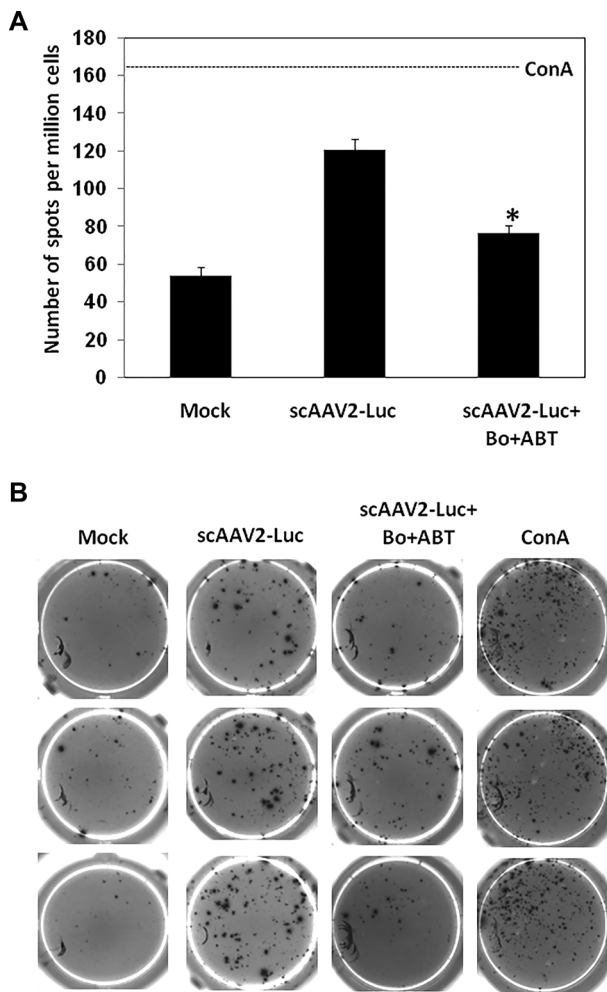 A
Number of spots per million cells
180
160
140
120
100
80
60
40
20
0
ConA
*
Mock
scAAV2-Luc
scAAV2-Luc+
Bo+ABT
B
Mock
scAAV2-Luc
scAAV2-Luc+
Bo+ABT
ConA